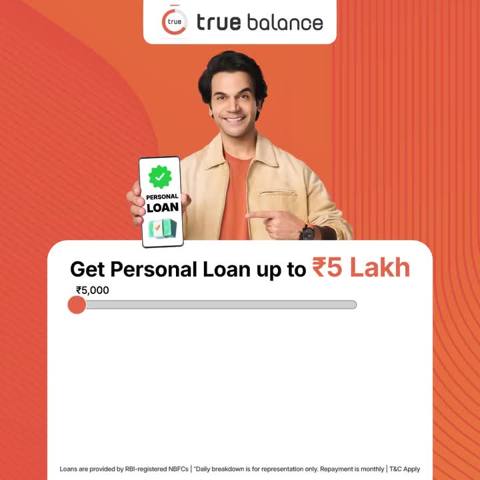 true
true balance
PERSONAL
LOAN
Get Personal Loan up to ₹5 Lakh
₹5,000
Loans are provided by RBI-registered NBFCs | *Daily breakdown is for representation only. Repayment is monthly | T&C Apply